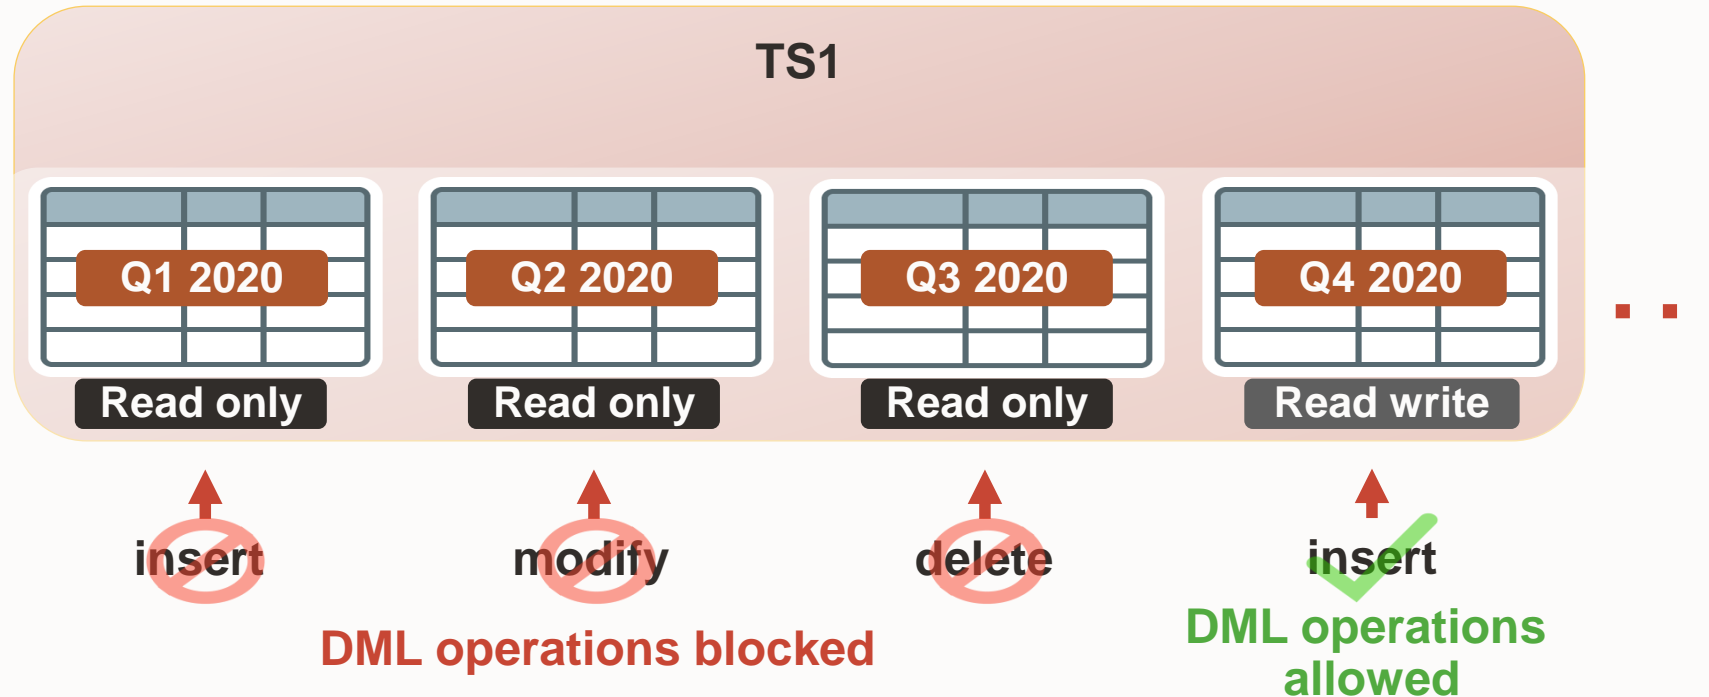 TS1
Q1 2020
Q2 2020
Q3 2020
Q4 2020
. .
Read only
Read only
Read only
Read write
insert
modify
delete
insert
DML operations blocked
DML operations
allowed